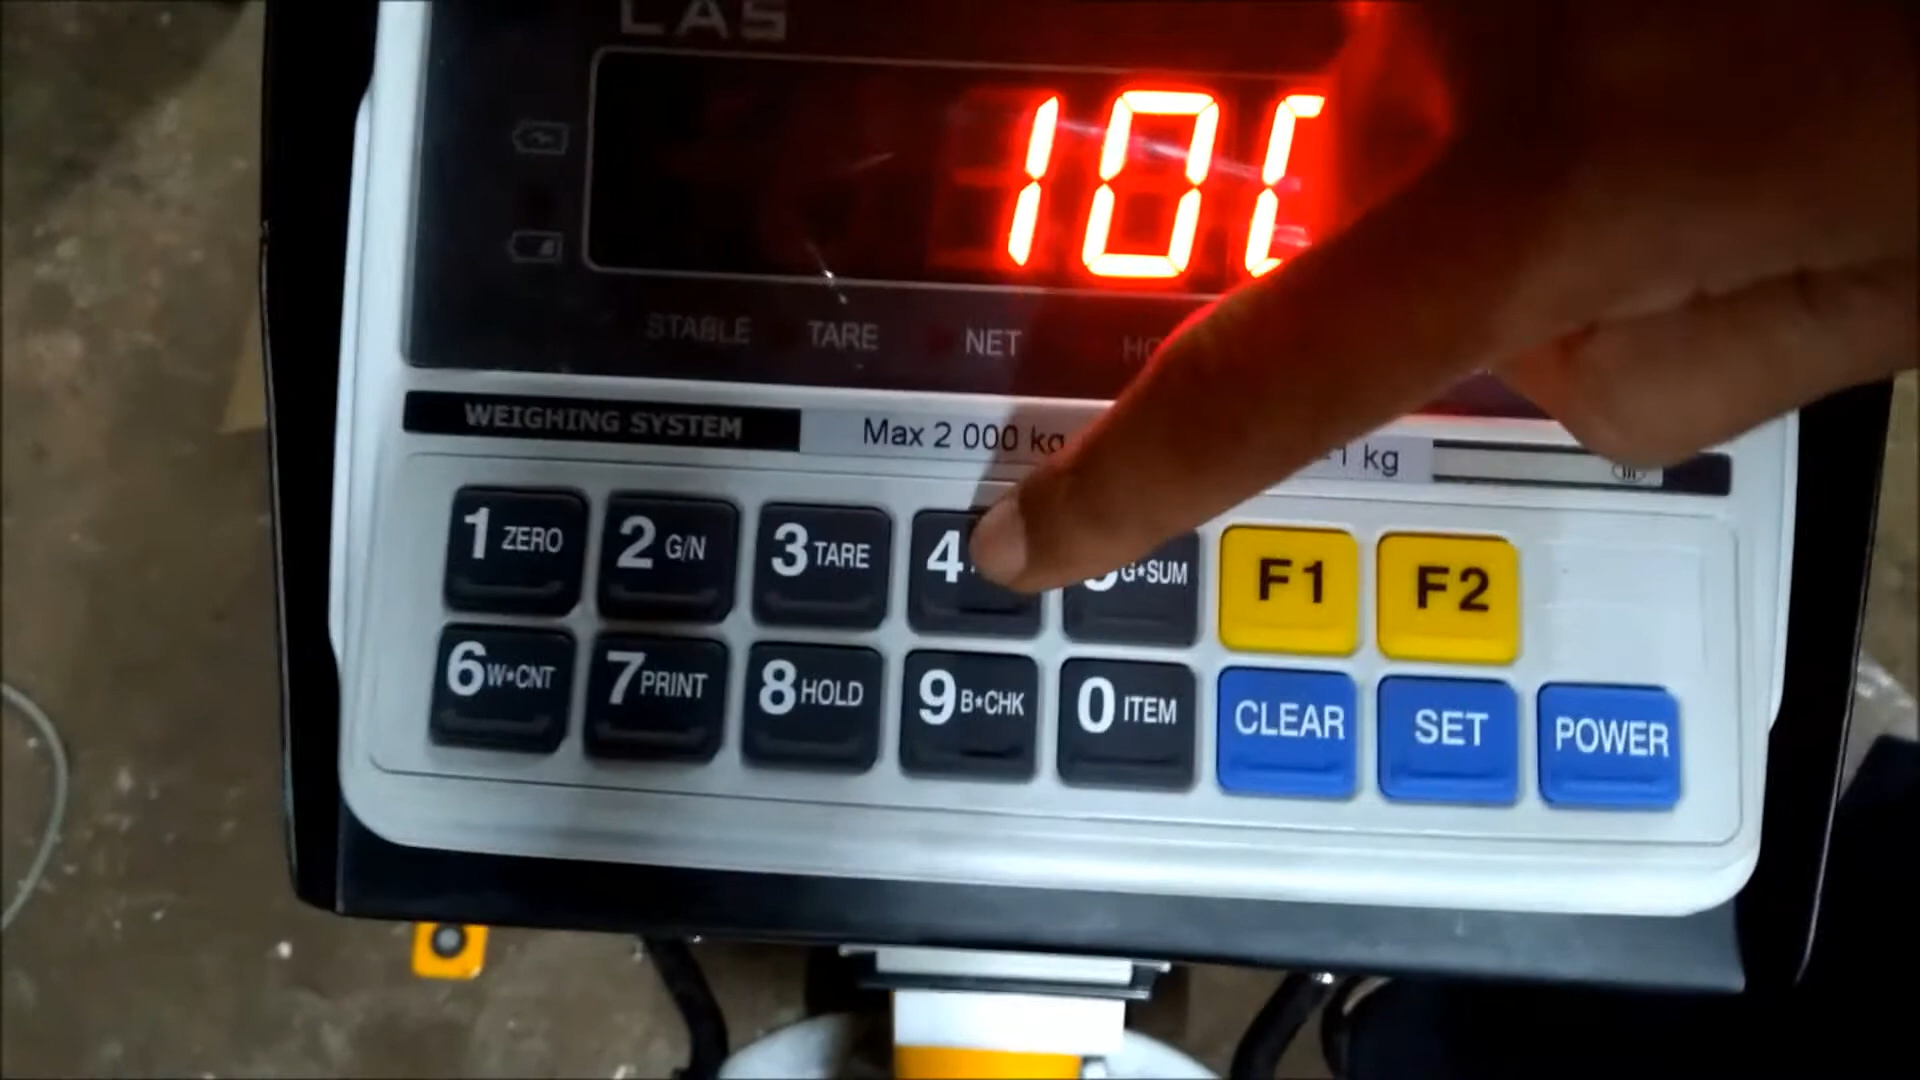 LAS
10
STABLE TARE NET
WEIGHING SYSTEM Max 2 000 kg 1 kg
1 ZERO 2 G/N 3 TARE 4 G*SUM F1 F2
6 W*CNT 7 PRINT 8 HOLD 9 B*CHK 0 ITEM CLEAR SET POWER